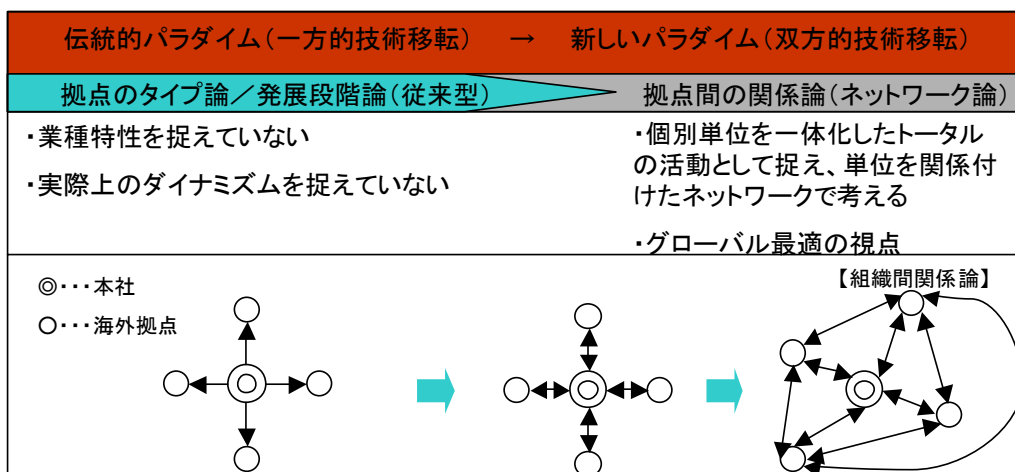 伝統的パラダイム(一方的技術移転) → 新しいパラダイム(双方的技術移転)
拠点のタイプ論／発展段階論(従来型)
拠点間の関係論(ネットワーク論)
・業種特性を捉えていない
・実際上のダイナミズムを捉えていない
・個別単位を一体化したトータル
の活動として捉え、単位を関係付
けたネットワークで考える
・グローバル最適の視点
◎・・・本社
○・・・海外拠点
【組織間関係論】